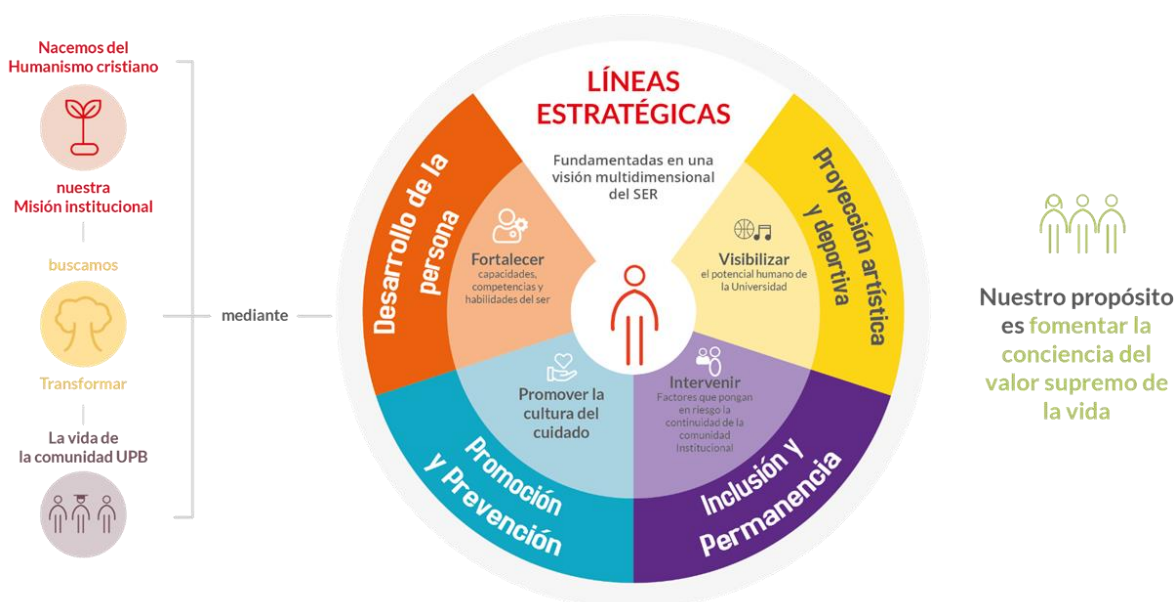 Nacemos del
Humanismo cristiano
nuestra
Misión institucional
buscamos
Transformar
La vida de
la comunidad UPB
mediante
LÍNEAS
ESTRATÉGICAS
Fundamentadas en una
visión multidimensional
del SER
Desarrollo de la
persona
Fortalecer
capacidades,
competencias y
habilidades del ser
Proyección artística
y deportiva
Visibilizar
el potencial humano de
la Universidad
Promoción
y Prevención
Promover la
cultura del
cuidado
Inclusión y
Permanencia
Intervenir
Factores que pongan
en riesgo la
continuidad de la
comunidad
Institucional
Nuestro propósito
es fomentar la
conciencia del
valor supremo de
la vida